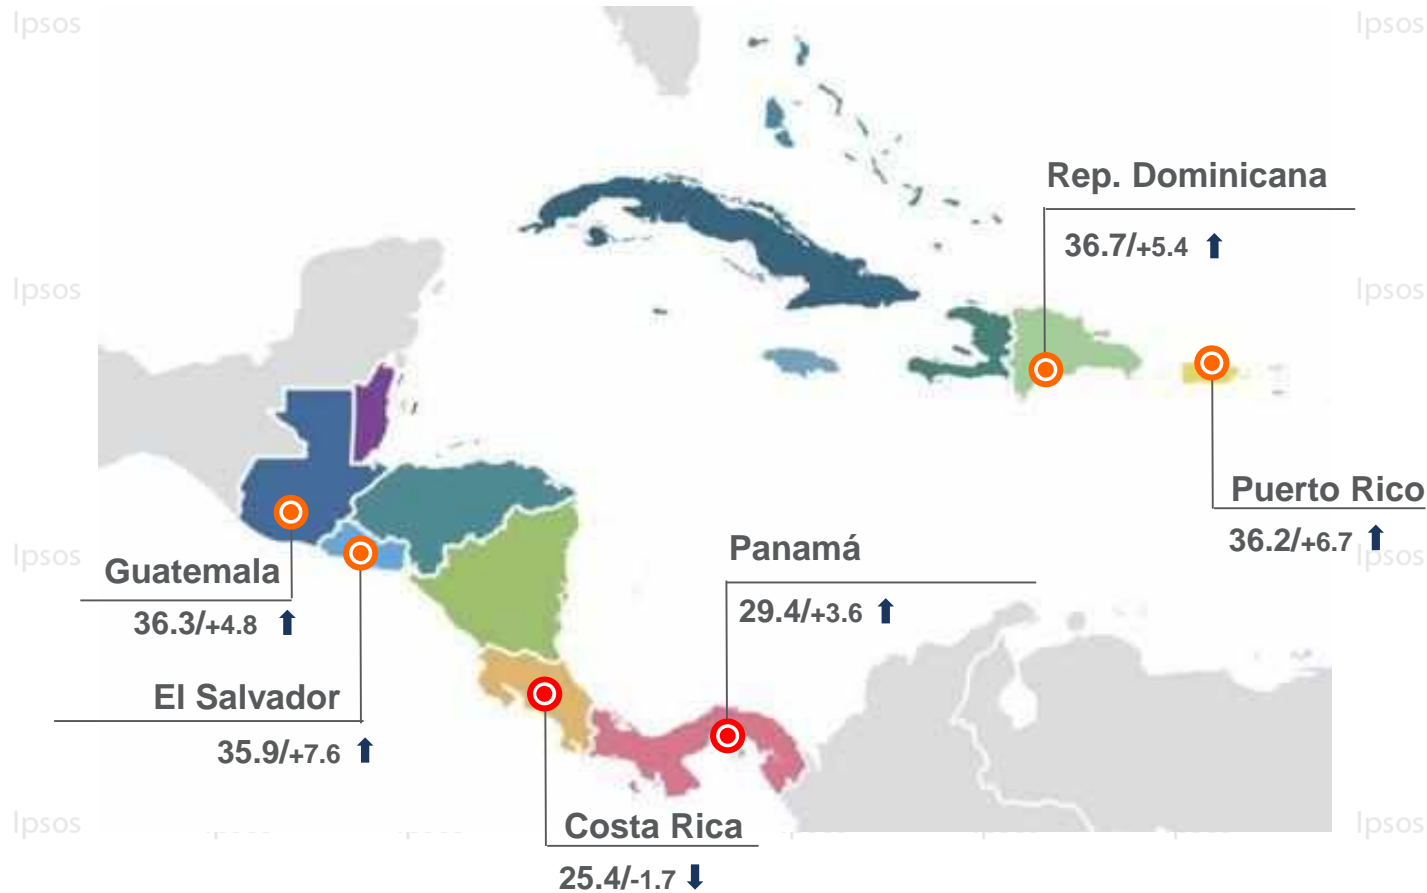 Ipsos
Ipsos
Rep. Dominicana
36.7/+5.4 ⬆
Ipsos
Ipsos
Puerto Rico
36.2/+6.7 ⬆
Ipsos
Ipsos
Panamá
29.4/+3.6 ⬆
Guatemala
36.3/+4.8 ⬆
El Salvador
35.9/+7.6 ⬆
Ipsos
Ipsos
Costa Rica
25.4/-1.7 ⬇